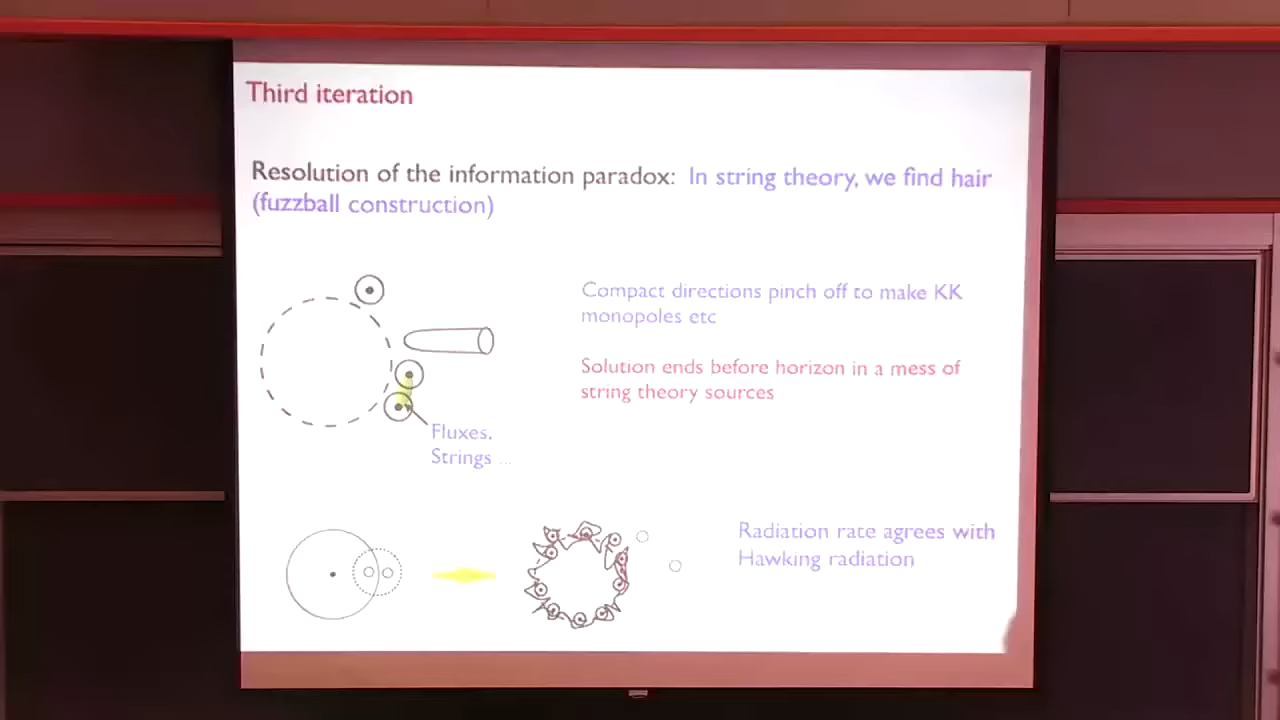 Third iteration
Resolution of the information paradox: In string theory, we find hair
(fuzzball construction)
Compact directions pinch off to make KK
monopoles etc
Solution ends before horizon in a mess of
string theory sources
Fluxes,
Strings ...
Radiation rate agrees with
Hawking radiation